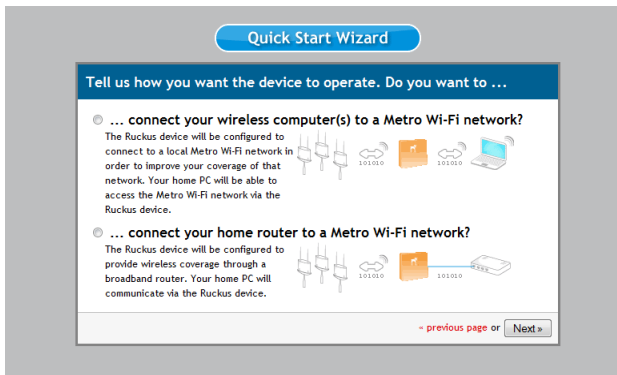 Quick Start Wizard
Tell us how you want the device to operate. Do you want to ...
... connect your wireless computer(s) to a Metro Wi-Fi network?
The Ruckus device will be configured to
connect to a local Metro Wi-Fi network in
order to improve your coverage of that
network. Your home PC will be able to
access the Metro Wi-Fi network via the
Ruckus device.
101010
101010
... connect your home router to a Metro Wi-Fi network?
The Ruckus device will be configured to
provide wireless coverage through a
broadband router. Your home PC will
communicate via the Ruckus device.
101010
101010
« previous page or Next »